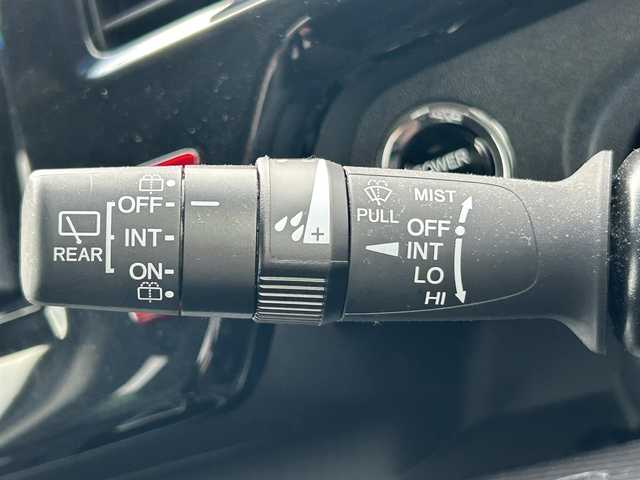 OFF
INT
REAR
ON
+
PULL
MIST
OFF
INT
LO
HI
POWER